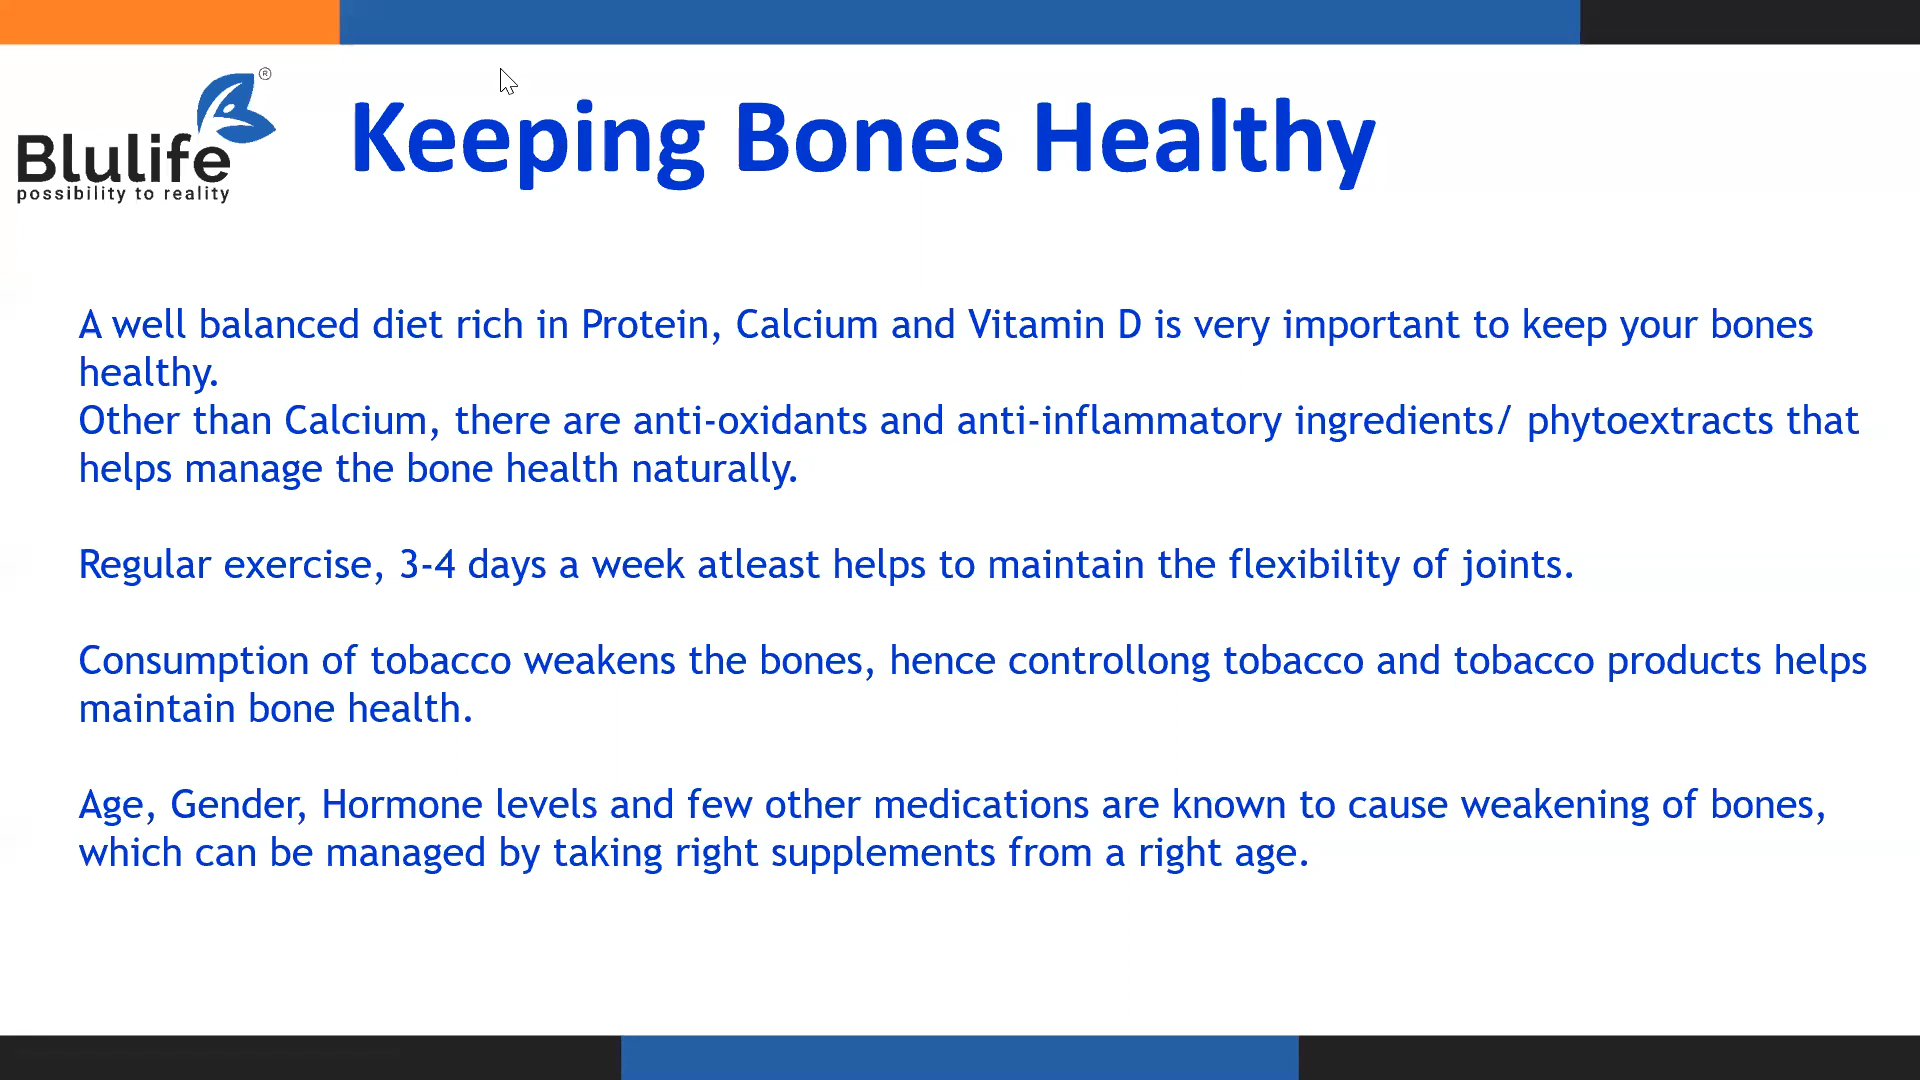 Blulife®
possibility to reality
Keeping Bones Healthy
A well balanced diet rich in Protein, Calcium and Vitamin D is very important to keep your bones
healthy.
Other than Calcium, there are anti-oxidants and anti-inflammatory ingredients/ phytoextracts that
helps manage the bone health naturally.
Regular exercise, 3-4 days a week atleast helps to maintain the flexibility of joints.
Consumption of tobacco weakens the bones, hence controllong tobacco and tobacco products helps
maintain bone health.
Age, Gender, Hormone levels and few other medications are known to cause weakening of bones,
which can be managed by taking right supplements from a right age.